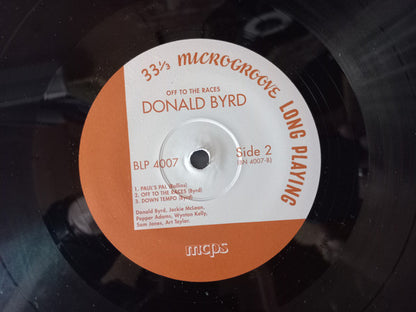 33⅓ MICROGROOVE LONG PLAYING
OFF TO THE RACES
DONALD BYRD
BLP 4007
Side 2
(BN 4007-B)
1. PAUL'S PAL (Rollins)
2. OFF TO THE RACES (Byrd)
3. DOWN TEMPO (Byrd)
Donald Byrd, Jackie McLean,
Pepper Adams, Wynton Kelly,
Sam Jones, Art Taylor.
mcps